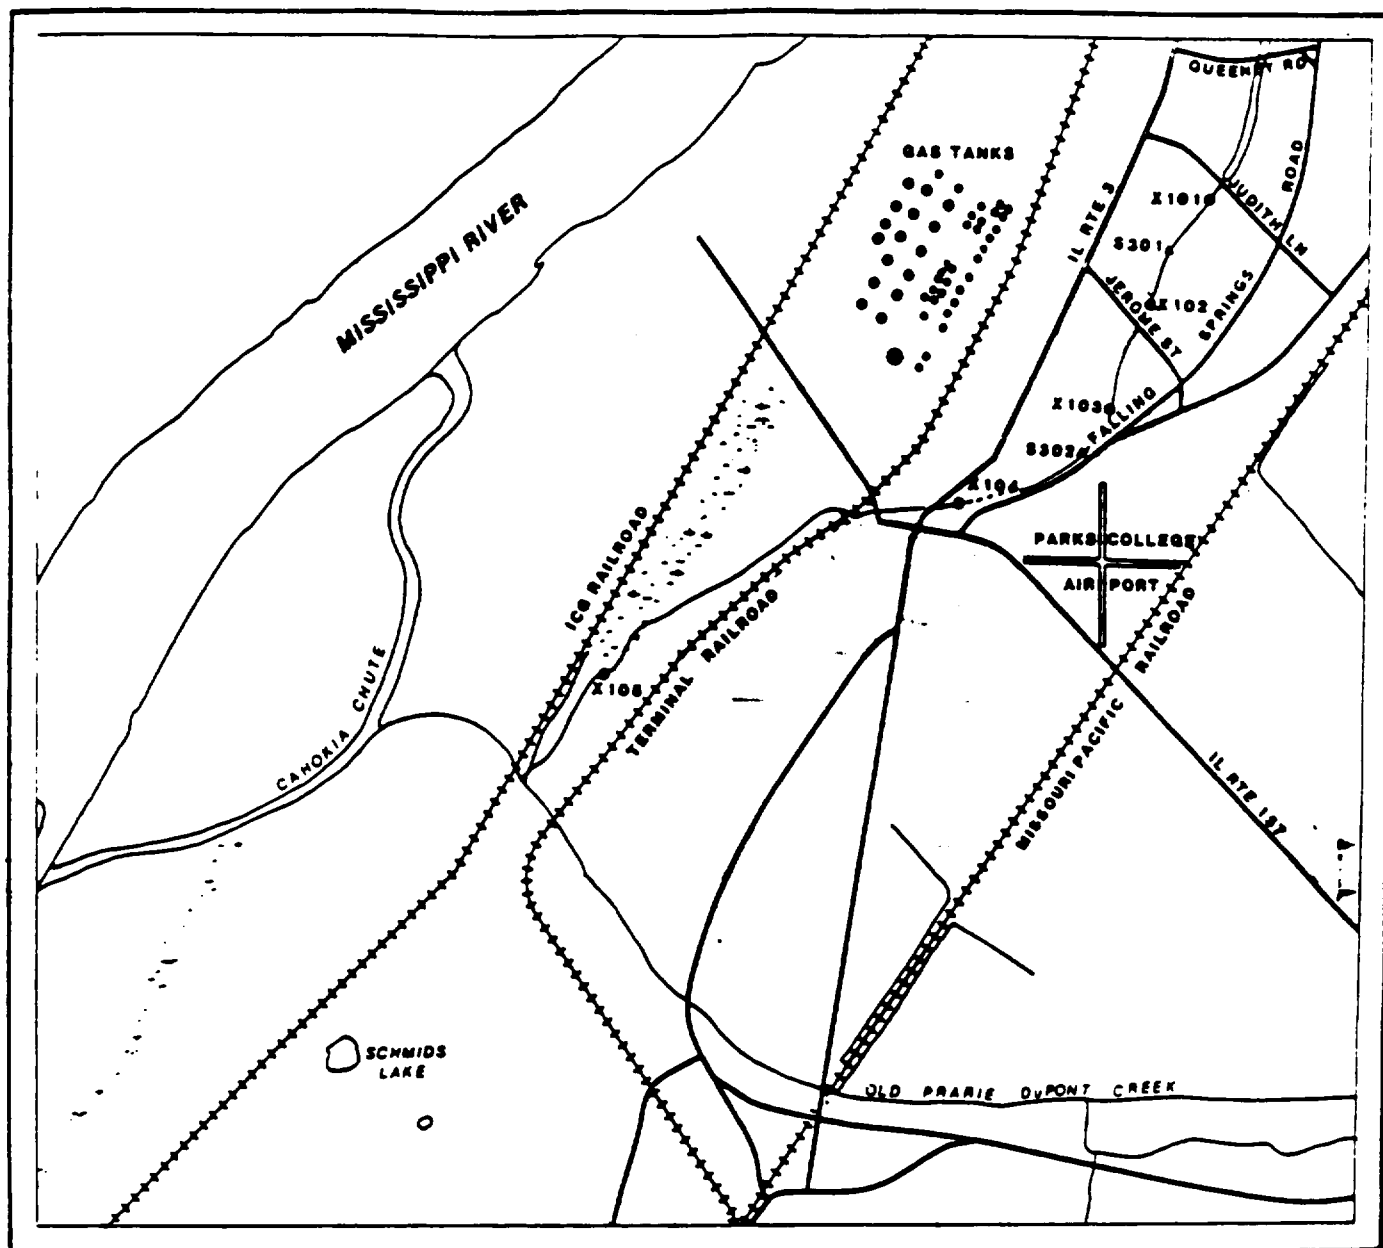 QUEENEY RD
GAS TANKS
ROAD
MISSISSIPPI RIVER
IL RTE 3
X101
JUDITH LN
S301
X102
JEROME ST
SPRINGS
X103
FALLING
S302
X104
ICG RAILROAD
PARKS COLLEGE
AIRPORT
TERMINAL RAILROAD
X105
MISSOURI PACIFIC RAILROAD
CAHOKIA CHUTE
IL RTE 157
SCHMIDS
LAKE
OLD PRARIE DuPONT CREEK